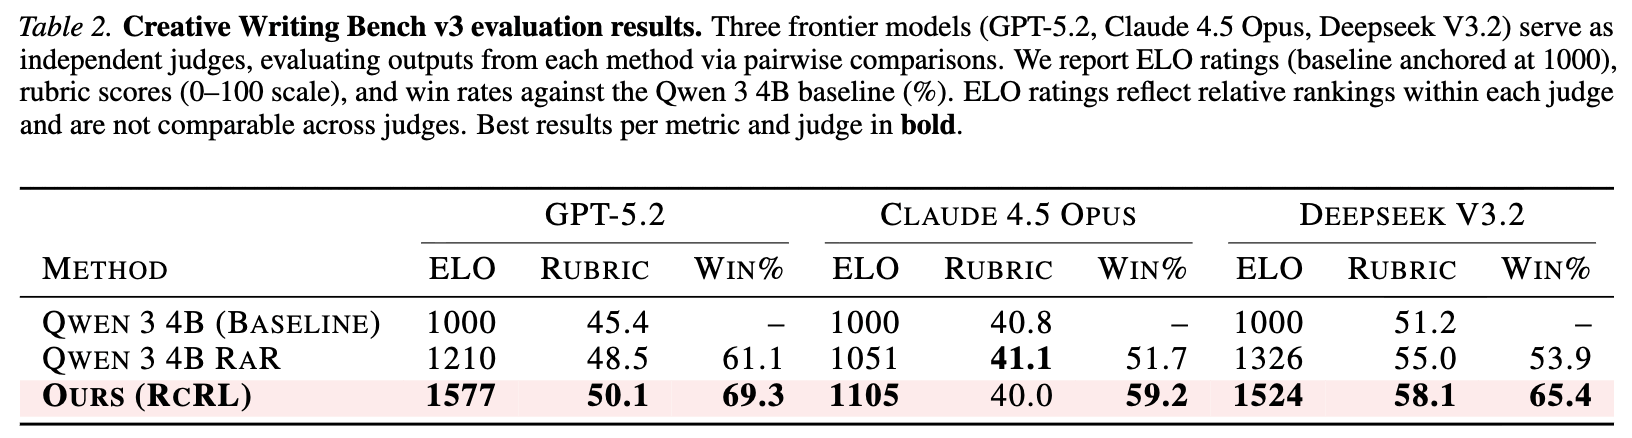 Table 2. Creative Writing Bench v3 evaluation results. Three frontier models (GPT-5.2, Claude 4.5 Opus, Deepseek V3.2) serve as
independent judges, evaluating outputs from each method via pairwise comparisons. We report ELO ratings (baseline anchored at 1000),
rubric scores (0–100 scale), and win rates against the Qwen 3 4B baseline (%). ELO ratings reflect relative rankings within each judge
and are not comparable across judges. Best results per metric and judge in bold.
GPT-5.2 CLAUDE 4.5 OPUS DEEPSEEK V3.2
METHOD ELO RUBRIC WIN% ELO RUBRIC WIN% ELO RUBRIC WIN%
QWEN 3 4B (BASELINE) 1000 45.4 – 1000 40.8 – 1000 51.2 –
QWEN 3 4B RAR 1210 48.5 61.1 1051 41.1 51.7 1326 55.0 53.9
OURS (RCRL) 1577 50.1 69.3 1105 40.0 59.2 1524 58.1 65.4